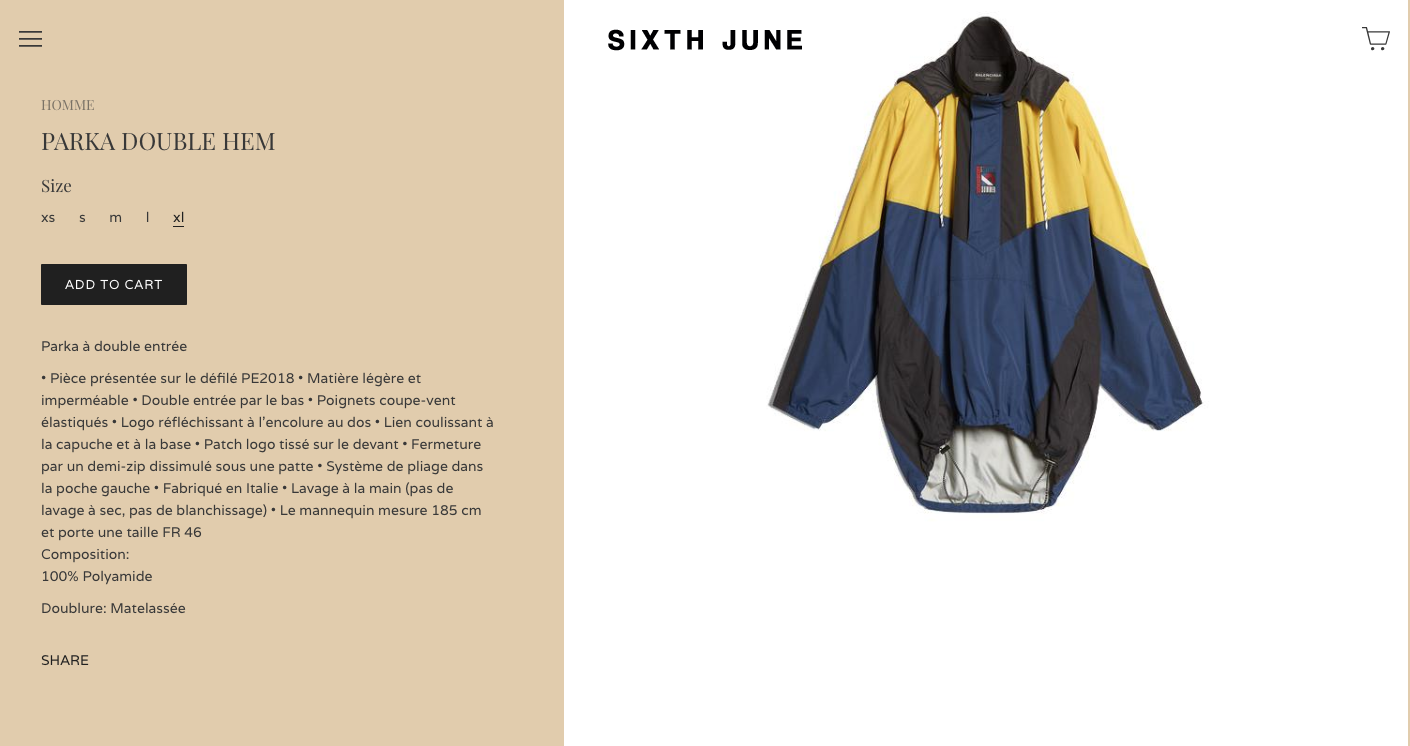 SIXTH JUNE
HOMME
PARKA DOUBLE HEM
Size
xs s m l xl
ADD TO CART
Parka à double entrée
• Pièce présentée sur le défilé PE2018 • Matière légère et
imperméable • Double entrée par le bas • Poignets coupe-vent
élastiqués • Logo réfléchissant à l'encolure au dos • Lien coulissant à
la capuche et à la base • Patch logo tissé sur le devant • Fermeture
par un demi-zip dissimulé sous une patte • Système de pliage dans
la poche gauche • Fabriqué en Italie • Lavage à la main (pas de
lavage à sec, pas de blanchissage) • Le mannequin mesure 185 cm
et porte une taille FR 46
Composition:
100% Polyamide
Doublure: Matelassée
SHARE
BALENCIAGA